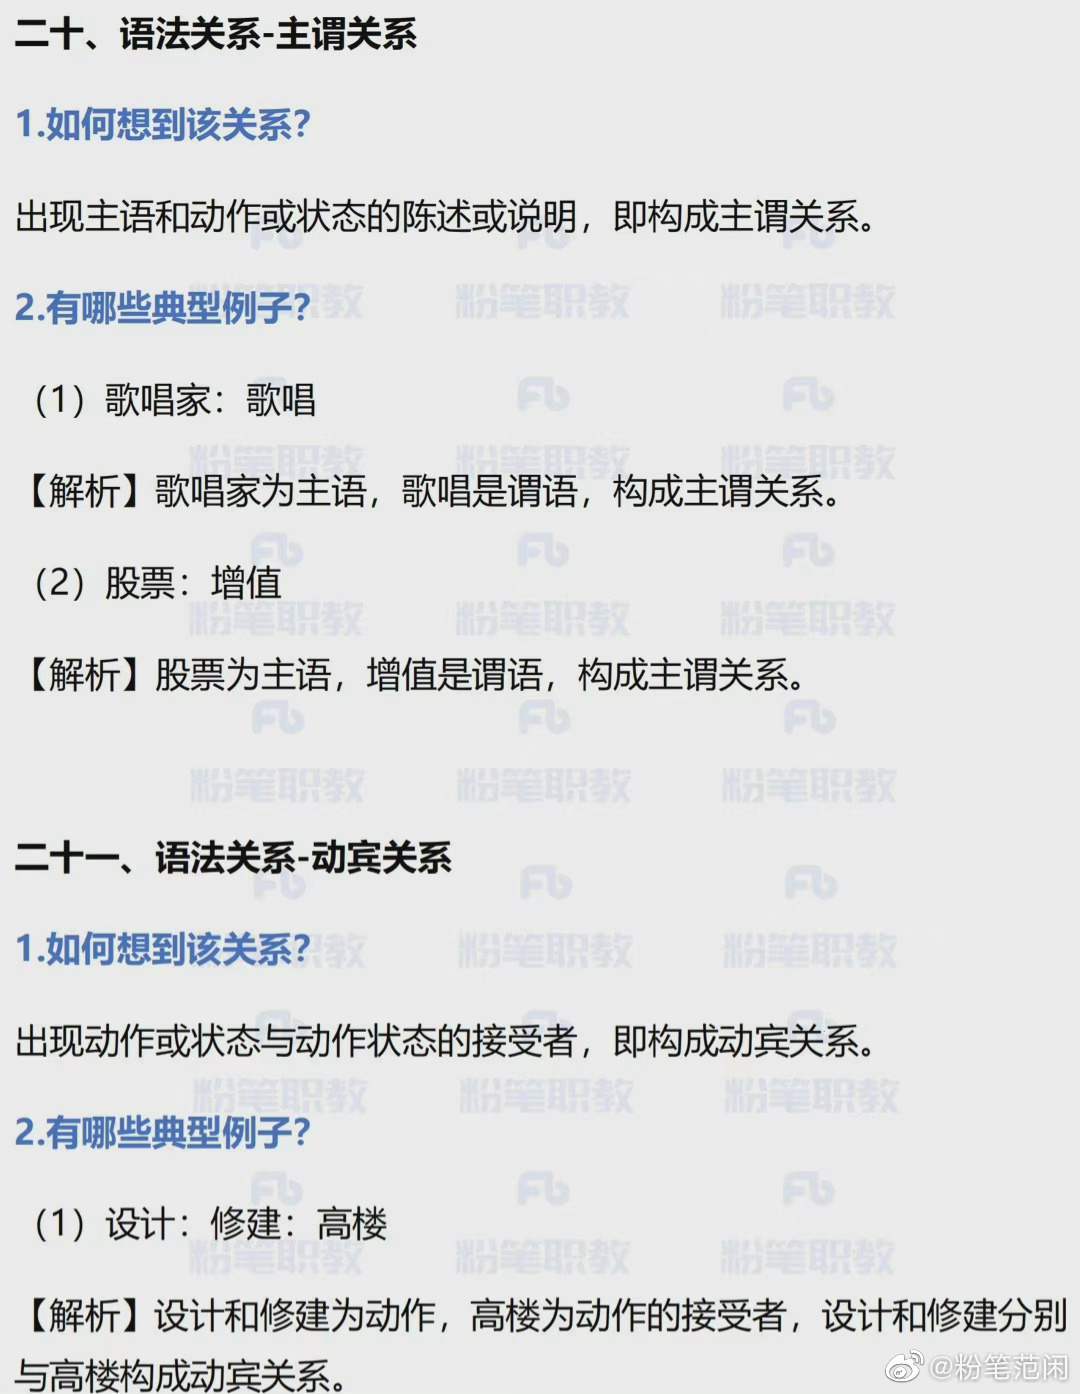 二十、语法关系-主谓关系
1.如何想到该关系？
出现主语和动作或状态的陈述或说明，即构成主谓关系。
2.有哪些典型例子？
（1）歌唱家：歌唱
【解析】歌唱家为主语，歌唱是谓语，构成主谓关系。
（2）股票：增值
【解析】股票为主语，增值是谓语，构成主谓关系。
二十一、语法关系-动宾关系
1.如何想到该关系？
出现动作或状态与动作状态的接受者，即构成动宾关系。
2.有哪些典型例子？
（1）设计：修建：高楼
【解析】设计和修建为动作，高楼为动作的接受者，设计和修建分别
与高楼构成动宾关系。
Fb Fb Fb
粉笔职教 粉笔职教 粉笔职教
@粉笔范闲